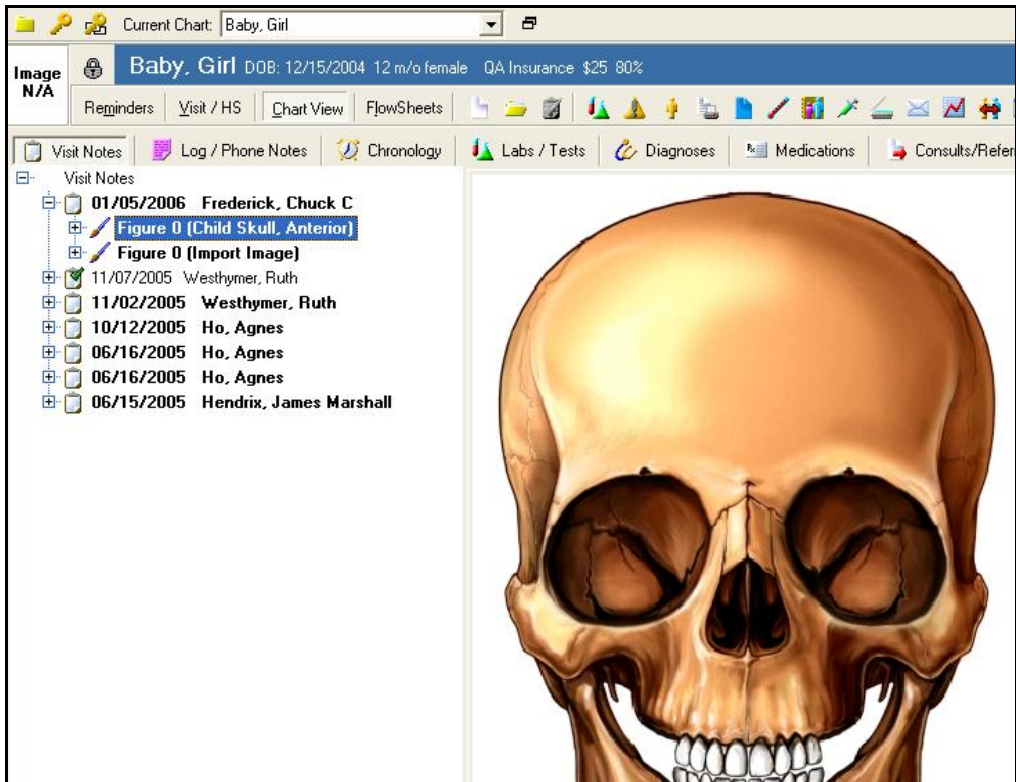 Current Chart: Baby, Girl
Image N/A
Baby, Girl DOB: 12/15/2004 12 m/o female QA Insurance $25 80%
Reminders Visit / HS Chart View FlowSheets
Visit Notes Log / Phone Notes Chronology Labs / Tests Diagnoses Medications Consults/Refer
Visit Notes
01/05/2006 Frederick, Chuck C
Figure 0 (Child Skull, Anterior)
Figure 0 (Import Image)
11/07/2005 Westhymer, Ruth
11/02/2005 Westhymer, Ruth
10/12/2005 Ho, Agnes
06/16/2005 Ho, Agnes
06/16/2005 Ho, Agnes
06/15/2005 Hendrix, James Marshall